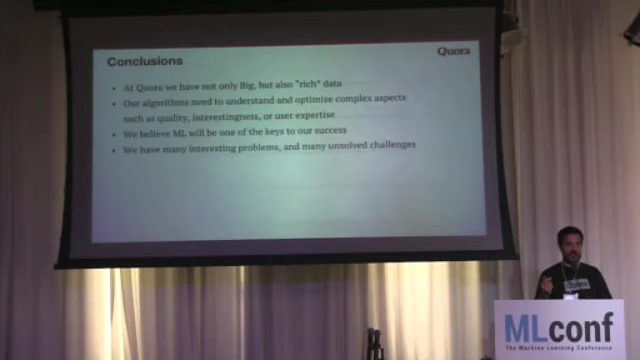 Conclusions
Quora
• At Quora we have not only Big, but also "rich" data
• Our algorithms need to understand and optimize complex aspects
such as quality, interestingness, or user expertise
• We believe ML will be one of the keys to our success
• We have many interesting problems, and many unsolved challenges
Quora
MLconf
The Machine Learning Conference